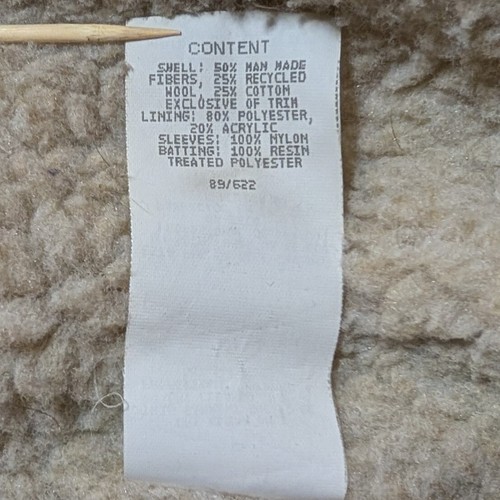 CONTENT
SHELL: 50% MAN MADE
FIBERS, 25% RECYCLED
WOOL, 25% COTTON
EXCLUSIVE OF TRIM
LINING: 80% POLYESTER,
20% ACRYLIC
SLEEVES: 100% NYLON
BATTING: 100% RESIN
TREATED POLYESTER
89/622